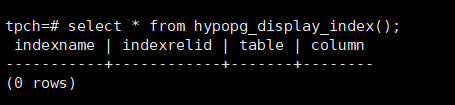 tpch=# select * from hypopg_display_index();
 indexname | indexrelid | table | column
-----------+------------+-------+--------
(0 rows)